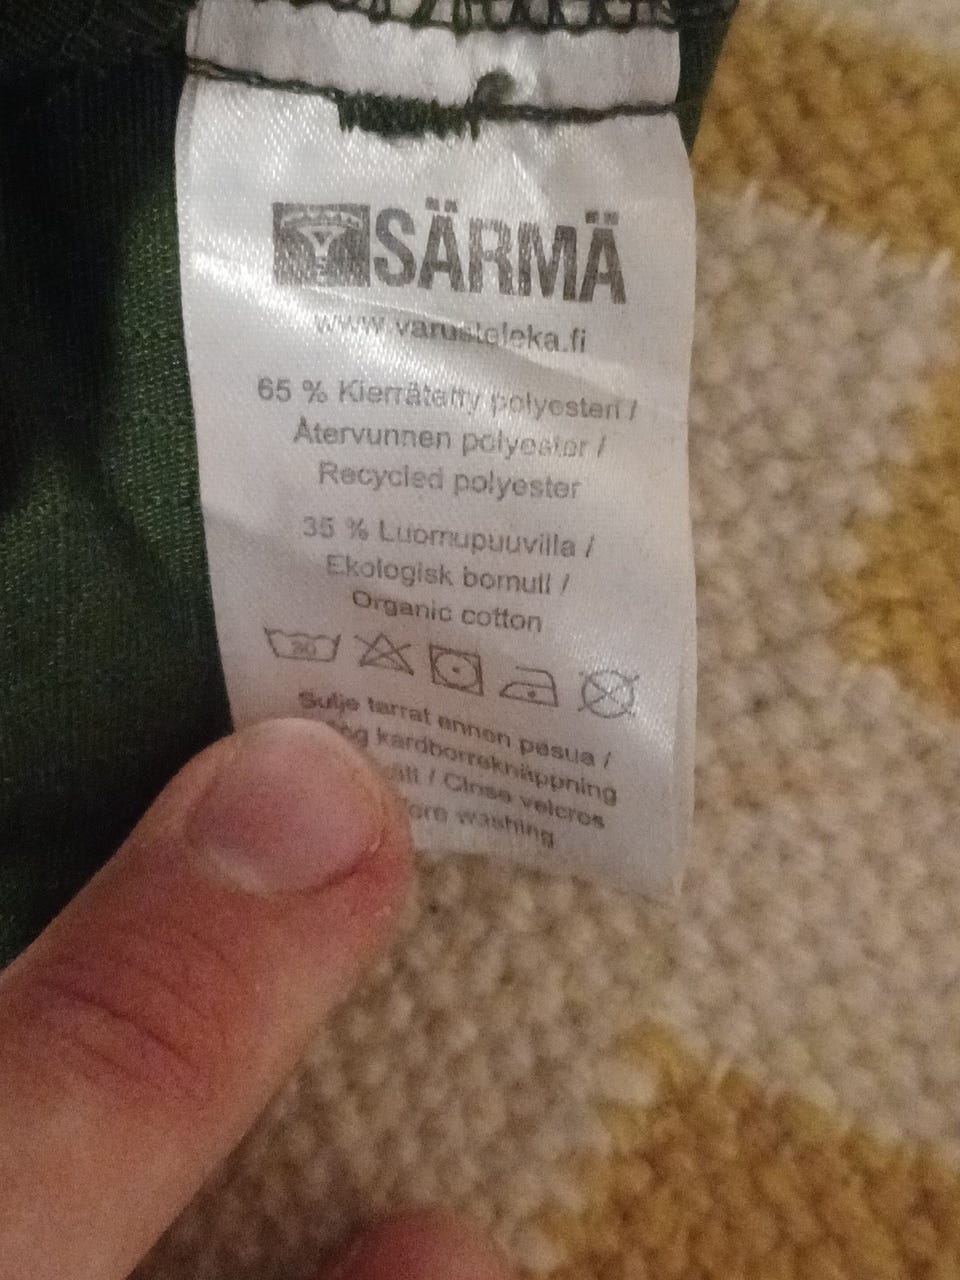 SÄRMÄ
www.varusteleka.fi
65 % Kierrätetty polyesteri /
Återvunnen polyester /
Recycled polyester
35 % Luomupuuvilla /
Ekologisk bomull /
Organic cotton
30
Sulje tarrat ennen pesua /
kardborreknäppning
/ Close velcros
washing